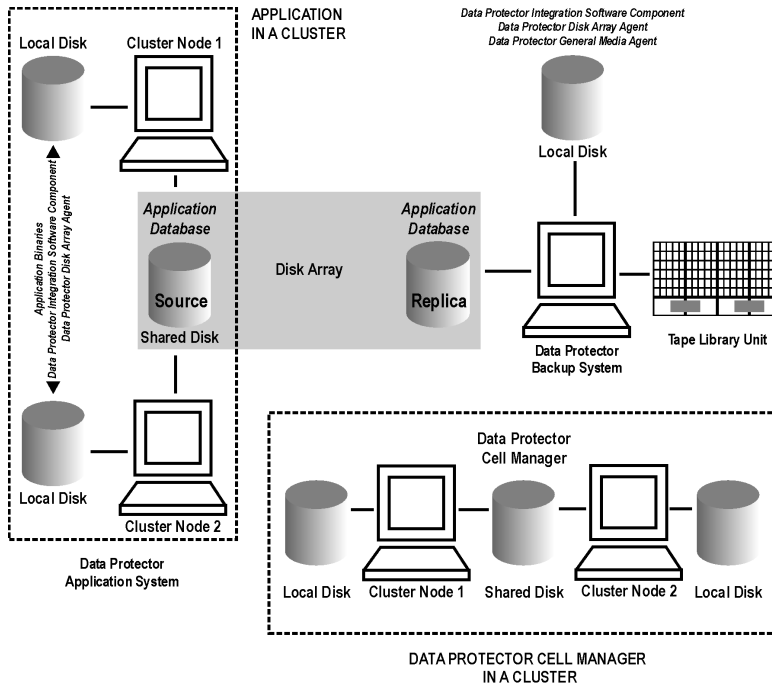 APPLICATION
IN A CLUSTER
Local Disk
Cluster Node 1
Application Binaries
Data Protector Integration Software Component
Data Protector Disk Array Agent
Application
Database
Source
Shared Disk
Disk Array
Application
Database
Replica
Local Disk
Cluster Node 2
Data Protector
Application System
Data Protector Integration Software Component
Data Protector Disk Array Agent
Data Protector General Media Agent
Local Disk
Data Protector
Backup System
Tape Library Unit
Data Protector
Cell Manager
Local Disk
Cluster Node 1
Shared Disk
Cluster Node 2
Local Disk
DATA PROTECTOR CELL MANAGER
IN A CLUSTER